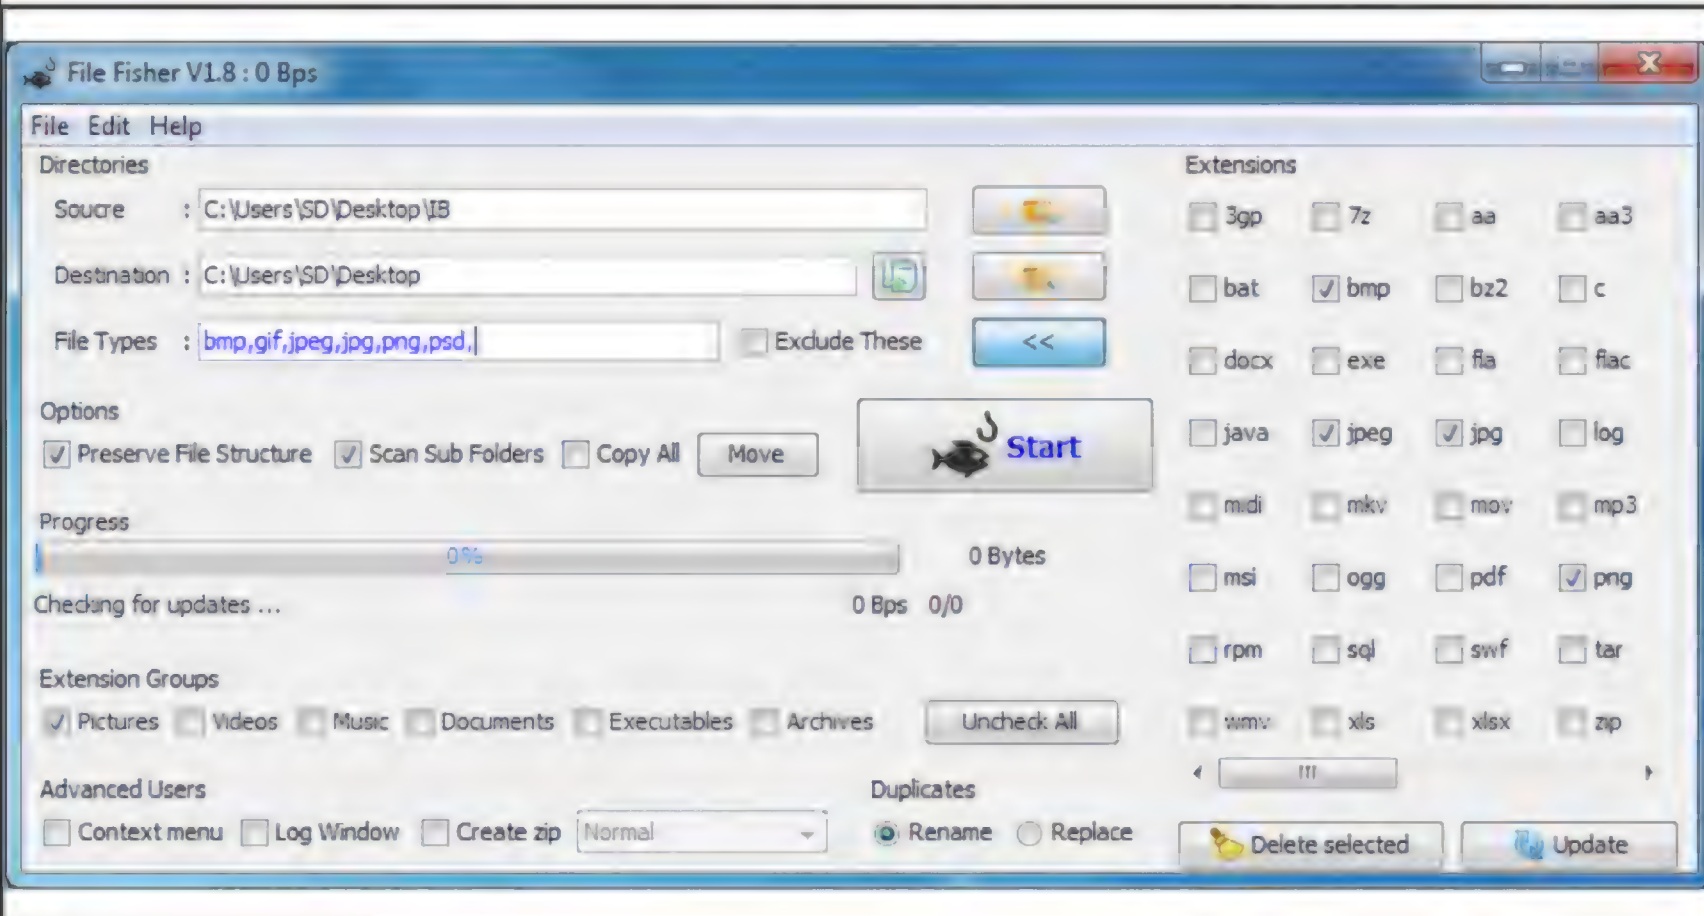 File Fisher V1.8 : 0 Bps
File Edit Help
Directories
Soucre : C:\Users\SD\Desktop\IB
Destination : C:\Users\SD\Desktop
File Types : bmp,gif,jpeg,jpg,png,psd, Exclude These <<
Options
Preserve File Structure Scan Sub Folders Copy All Move Start
Progress
0% 0 Bytes
Checking for updates ... 0 Bps 0/0
Extension Groups
Pictures Videos Music Documents Executables Archives Uncheck All
Advanced Users Duplicates
Context menu Log Window Create zip Normal Rename Replace
Extensions
3gp 7z aa aa3
bat bmp bz2 c
docx exe fla flac
java jpeg jpg log
midi mkv mov mp3
msi ogg pdf png
rpm sql swf tar
wmv xls xlsx zip
Delete selected Update